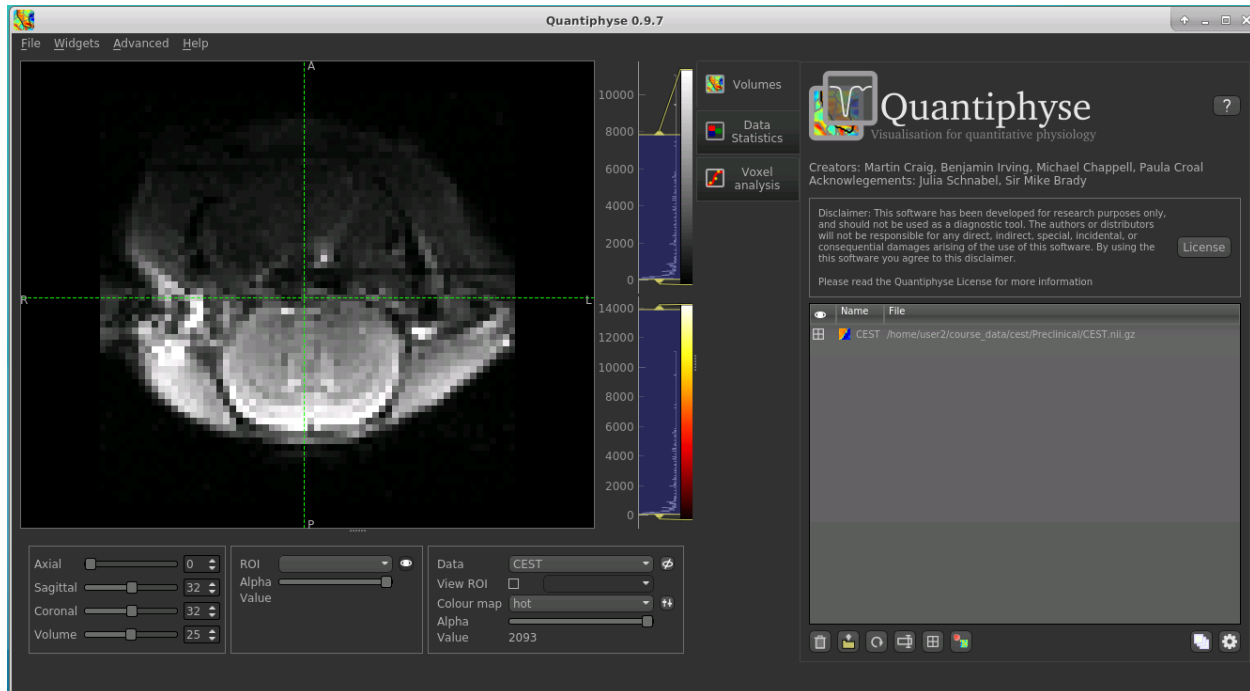 Quantiphyse 0.9.7
File Widgets Advanced Help
A
R
L
P
10000
8000
6000
4000
2000
0
14000
12000
10000
8000
6000
4000
2000
0
Volumes
Data
Statistics
Voxel
analysis
Quantiphyse
Visualisation for quantitative physiology
?
Creators: Martin Craig, Benjamin Irving, Michael Chappell, Paula Croal
Acknowlegements: Julia Schnabel, Sir Mike Brady
Disclaimer: This software has been developed for research purposes only,
and should not be used as a diagnostic tool. The authors or distributors
will not be responsible for any direct, indirect, special, incidental, or
consequential damages arising of the use of this software. By using the
this software you agree to this disclaimer.
Please read the Quantiphyse License for more information
License
Name File
CEST /home/user2/course_data/cest/Preclinical/CEST.nii.gz
Axial 0
Sagittal 32
Coronal 32
Volume 25
ROI
Alpha
Value
Data CEST
View ROI
Colour map hot
Alpha
Value 2093